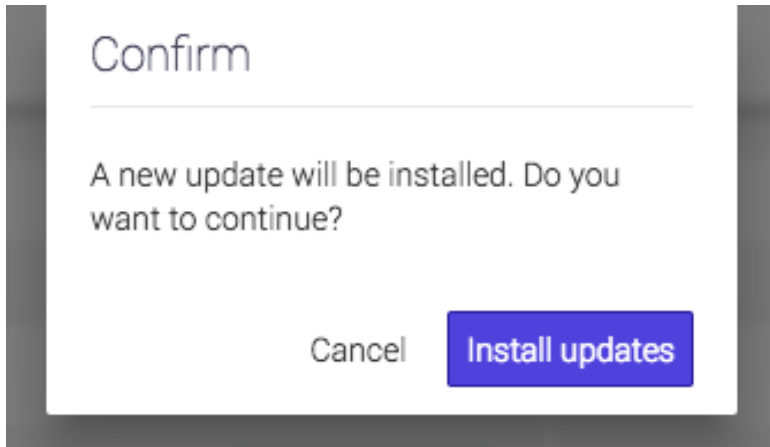 Confirm
A new update will be installed. Do you
want to continue?
Cancel Install updates